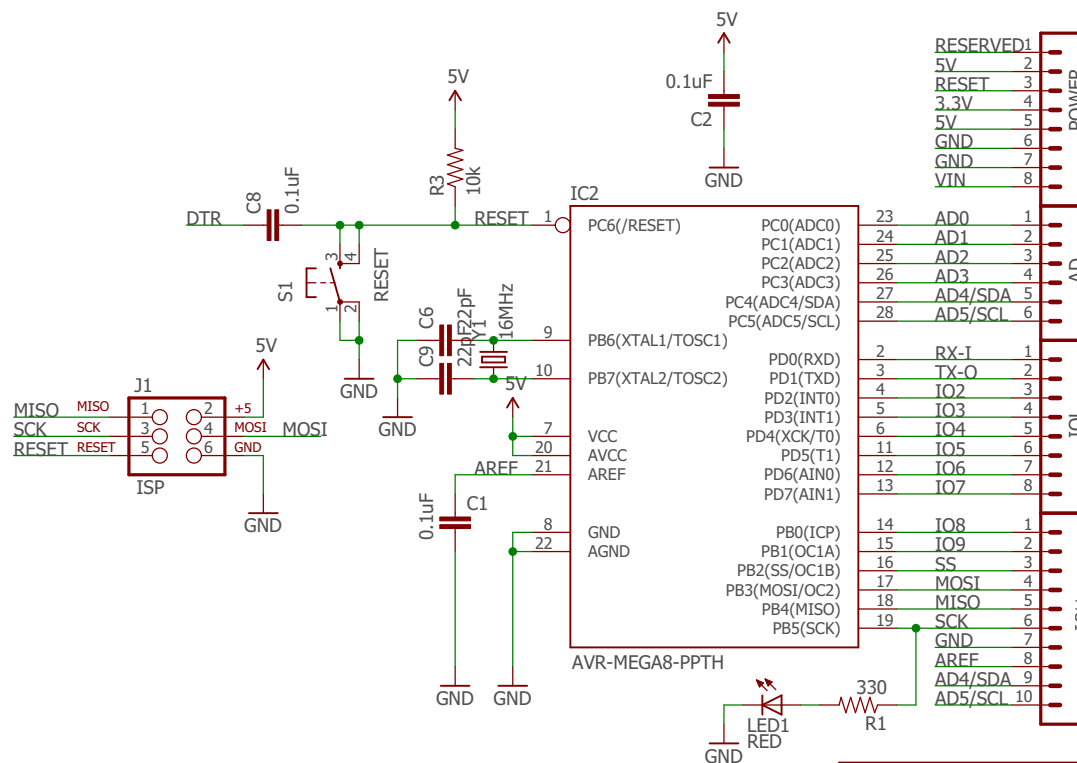 5V
0.1uF
C2
GND
5V
R3
10k
DTR
C8
0.1uF
RESET
S1
3
4
1
2
RESET
GND
C6
22pF
C9
22pF
Y1
16MHz
GND
5V
J1
5V
MISO MISO 1 2 +5
SCK SCK 3 4 MOSI MOSI
RESET RESET 5 6 GND
ISP
GND
AREF
0.1uF
C1
GND
GND
IC2
1 PC6(/RESET)
9 PB6(XTAL1/TOSC1)
10 PB7(XTAL2/TOSC2)
7 VCC
20 AVCC
21 AREF
8 GND
22 AGND
PC0(ADC0) 23 AD0 1
PC1(ADC1) 24 AD1 2
PC2(ADC2) 25 AD2 3
PC3(ADC3) 26 AD3 4
PC4(ADC4/SDA) 27 AD4/SDA 5
PC5(ADC5/SCL) 28 AD5/SCL 6
PD0(RXD) 2 RX-I 1
PD1(TXD) 3 TX-O 2
PD2(INT0) 4 IO2 3
PD3(INT1) 5 IO3 4
PD4(XCK/T0) 6 IO4 5
PD5(T1) 11 IO5 6
PD6(AIN0) 12 IO6 7
PD7(AIN1) 13 IO7 8
PB0(ICP) 14 IO8 1
PB1(OC1A) 15 IO9 2
PB2(SS/OC1B) 16 SS 3
PB3(MOSI/OC2) 17 MOSI 4
PB4(MISO) 18 MISO 5
PB5(SCK) 19 SCK 6
GND 7
AREF 8
AD4/SDA 9
AD5/SCL 10
AVR-MEGA8-PPTH
330
R1
LED1
RED
GND
RESERVED 1
5V 2
RESET 3
3.3V 4
5V 5
GND 6
GND 7
VIN 8
POWER
AD